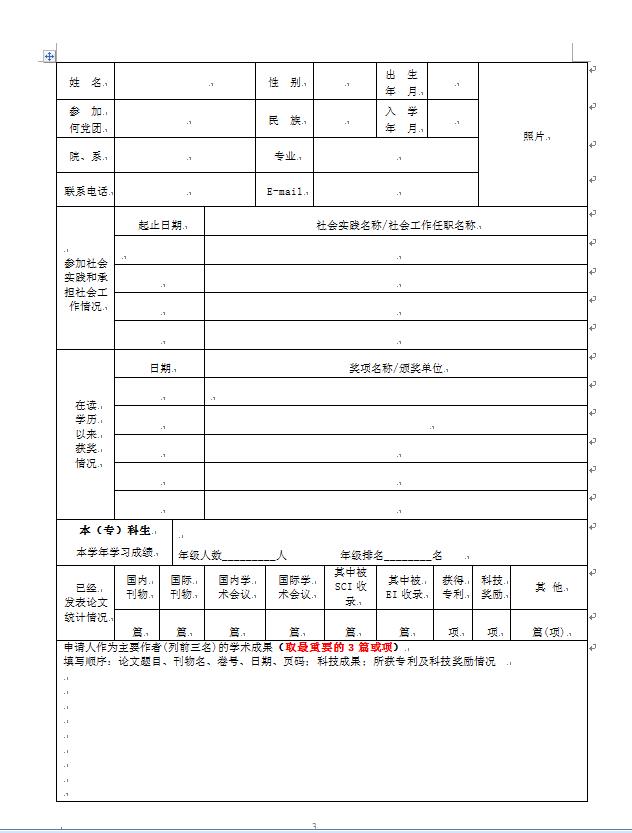 姓 名 性 别 出 生
年 月
照片
参 加
何党团 民 族 入 学
年 月
院、系 专业
联系电话 E-mail
参加社会
实践和承
担社会工
作情况
起止日期 社会实践名称/社会工作任职名称
在读
学历
以来
获奖
情况
日期 奖项名称/颁奖单位
本（专）科生
本学年学习成绩
年级人数_________人 年级排名________名
已经
发表论文
统计情况
国内
刊物
国际
刊物
国内学
术会议
国际学
术会议
其中被
SCI 收
录
其中被
EI 收录
获得
专利
科技
奖励
其 他
篇 篇 篇 篇 篇 篇 项 项 篇(项)
申请人作为主要作者(列前三名)的学术成果（取最重要的 3 篇或项）
填写顺序：论文题目、刊物名、卷号、日期、页码；科技成果；所获专利及科技奖励情况
3